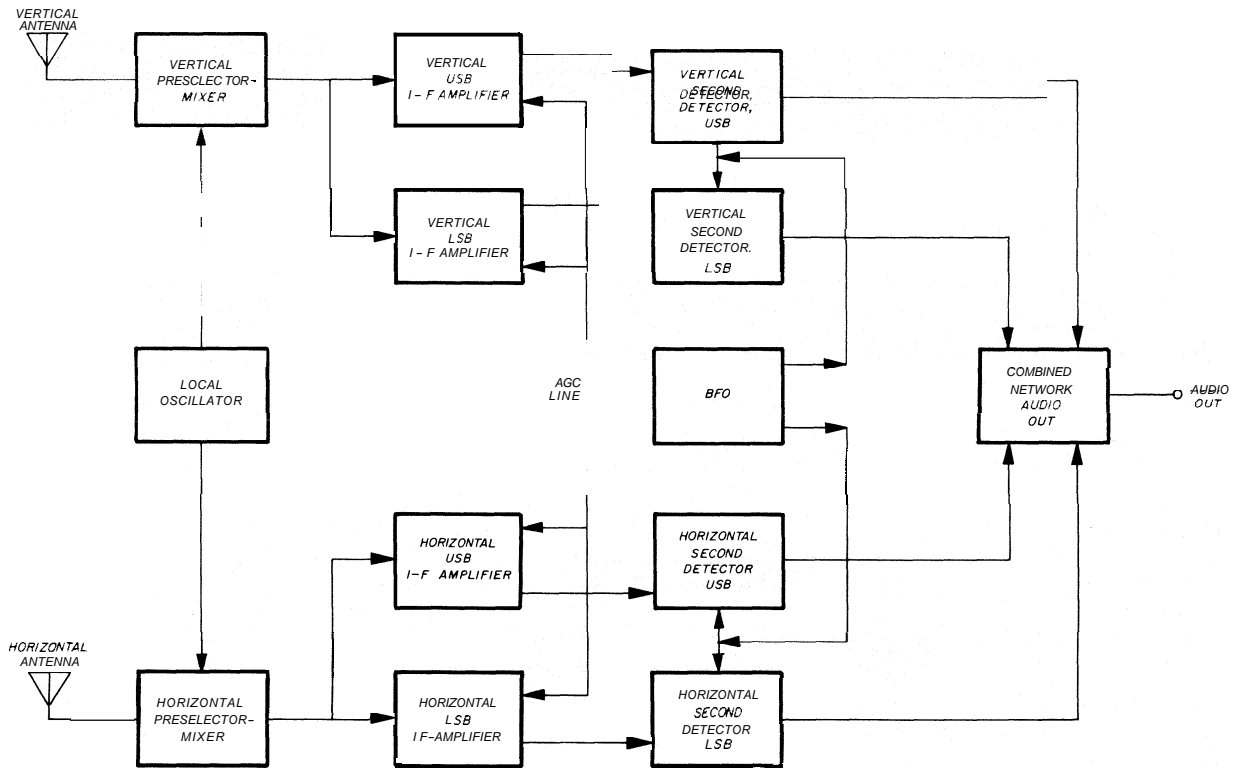 VERTICAL
ANTENNA
VERTICAL
PRESCLECTOR-
MIXER
VERTICAL
USB
I-F AMPLIFIER
VERTICAL
SECOND
DETECTOR,
DETECTOR,
USB
VERTICAL
LSB
I-F AMPLIFIER
VERTICAL
SECOND
DETECTOR.
LSB
LOCAL
OSCILLATOR
AGC
LINE
BFO
COMBINED
NETWORK
AUDIO
OUT
AUDIO
OUT
HORIZONTAL
USB
I-F AMPLIFIER
HORIZONTAL
SECOND
DETECTOR
USB
HORIZONTAL
ANTENNA
HORIZONTAL
PRESELECTOR-
MIXER
HORIZONTAL
LSB
IF-AMPLIFIER
HORIZONTAL
SECOND
DETECTOR
LSB